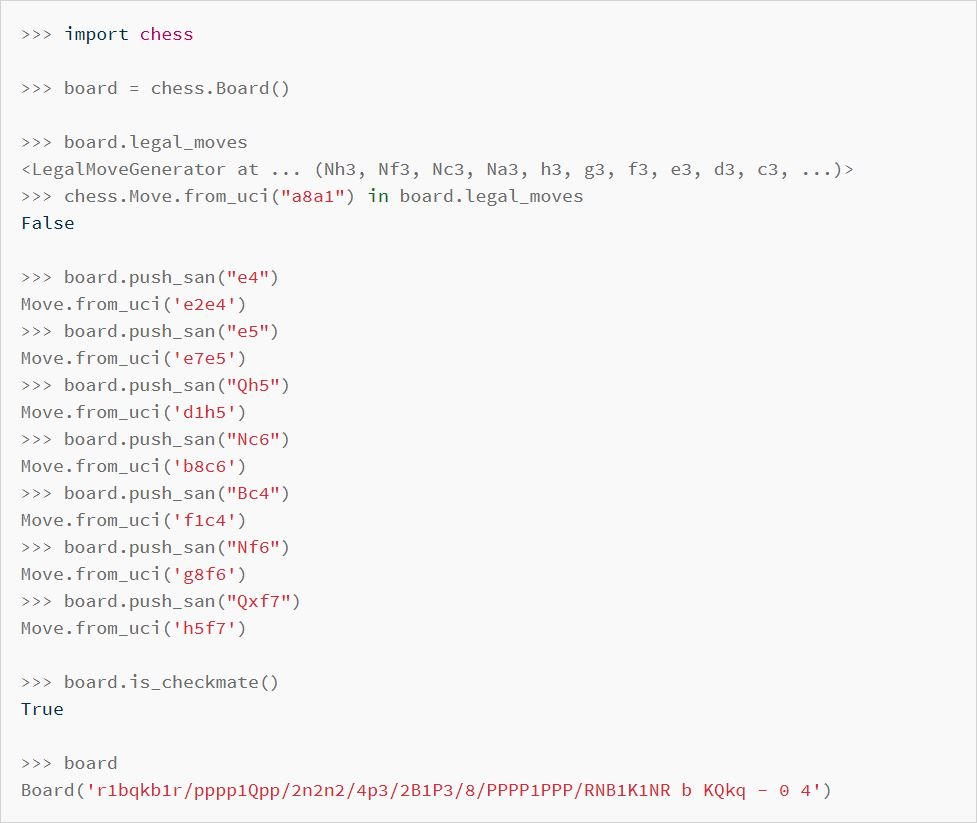 >>> import chess
>>> board = chess.Board()
>>> board.legal_moves
<LegalMoveGenerator at ... (Nh3, Nf3, Nc3, Na3, h3, g3, f3, e3, d3, c3, ...)>
>>> chess.Move.from_uci("a8a1") in board.legal_moves
False
>>> board.push_san("e4")
Move.from_uci('e2e4')
>>> board.push_san("e5")
Move.from_uci('e7e5')
>>> board.push_san("Qh5")
Move.from_uci('d1h5')
>>> board.push_san("Nc6")
Move.from_uci('b8c6')
>>> board.push_san("Bc4")
Move.from_uci('f1c4')
>>> board.push_san("Nf6")
Move.from_uci('g8f6')
>>> board.push_san("Qxf7")
Move.from_uci('h5f7')
>>> board.is_checkmate()
True
>>> board
Board('r1bqkb1r/pppp1Qpp/2n2n2/4p3/2B1P3/8/PPPP1PPP/RNB1K1NR b KQkq - 0 4')